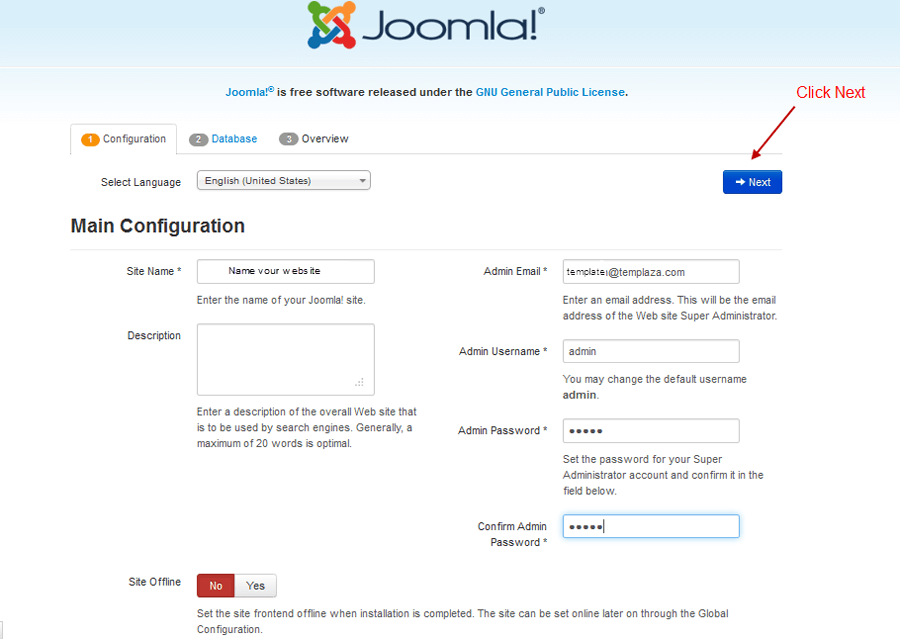 Joomla!®
Joomla!® is free software released under the GNU General Public License.
Click Next
1 Configuration
2 Database
3 Overview
Select Language
English (United States)
Next
Main Configuration
Site Name *
Name your website
Enter the name of your Joomla! site.
Description
Enter a description of the overall Web site that
is to be used by search engines. Generally, a
maximum of 20 words is optimal.
Admin Email *
templater@templaza.com
Enter an email address. This will be the email
address of the Web site Super Administrator.
Admin Username *
admin
You may change the default username
admin.
Admin Password *
●●●●●
Set the password for your Super
Administrator account and confirm it in the
field below.
Confirm Admin
Password *
●●●●●
Site Offline
No
Yes
Set the site frontend offline when installation is completed. The site can be set online later on through the Global
Configuration.